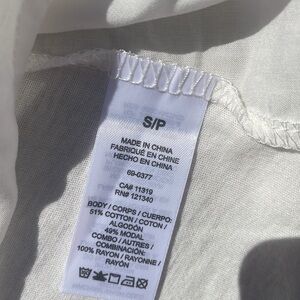 S/P
MADE IN CHINA
FABRIQUÉ EN CHINE
HECHO EN CHINA
69-0377
CA# 11319
RN# 121340
BODY / CORPS / CUERPO:
51% COTTON / COTON /
ALGODÓN
49% MODAL
COMBO / AUTRES /
COMBINACIÓN:
100% RAYON / RAYONNE /
RAYÓN